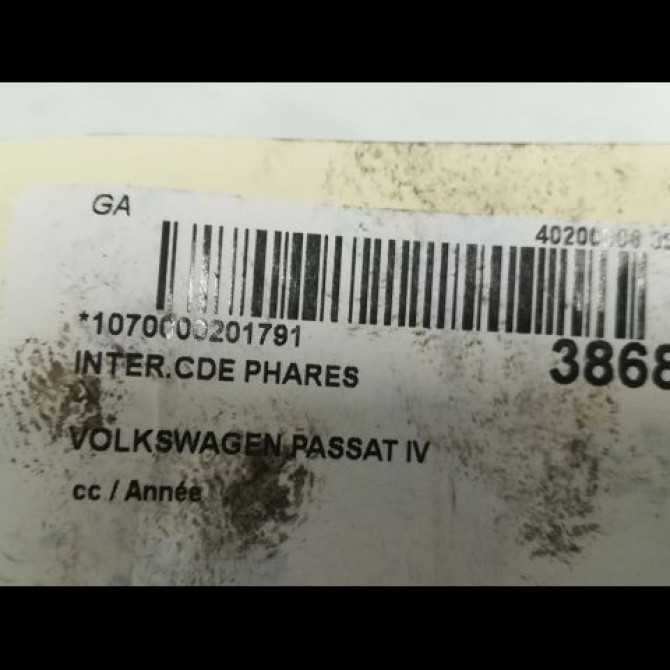 GA
*1070000201791
3868
INTER.CDE PHARES
VOLKSWAGEN PASSAT IV
cc / Année